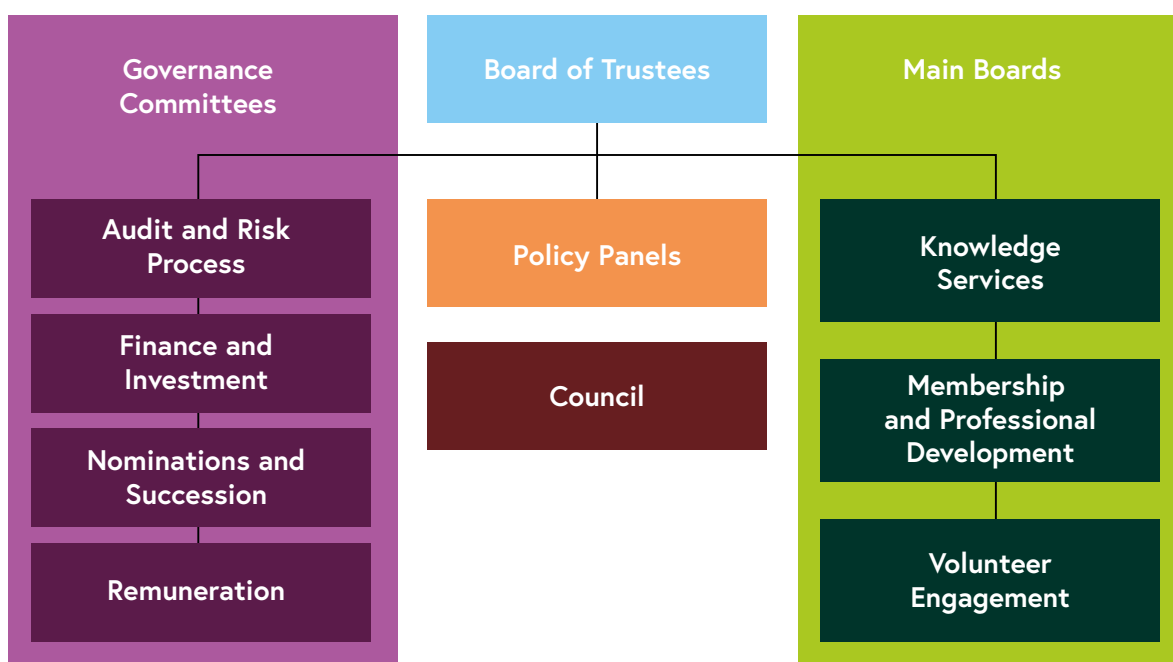 Governance
Committees
Audit and Risk
Process
Finance and
Investment
Nominations and
Succession
Remuneration
Board of Trustees
Policy Panels
Council
Main Boards
Knowledge
Services
Membership
and Professional
Development
Volunteer
Engagement